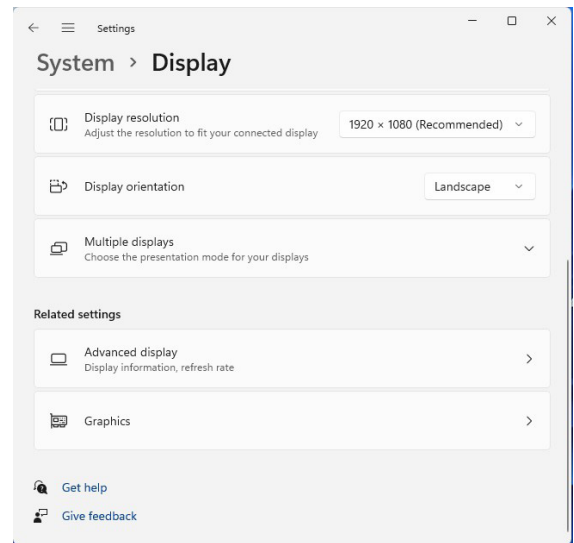 Settings
System > Display
Display resolution
Adjust the resolution to fit your connected display
1920 × 1080 (Recommended)
Display orientation
Landscape
Multiple displays
Choose the presentation mode for your displays
Related settings
Advanced display
Display information, refresh rate
Graphics
Get help
Give feedback